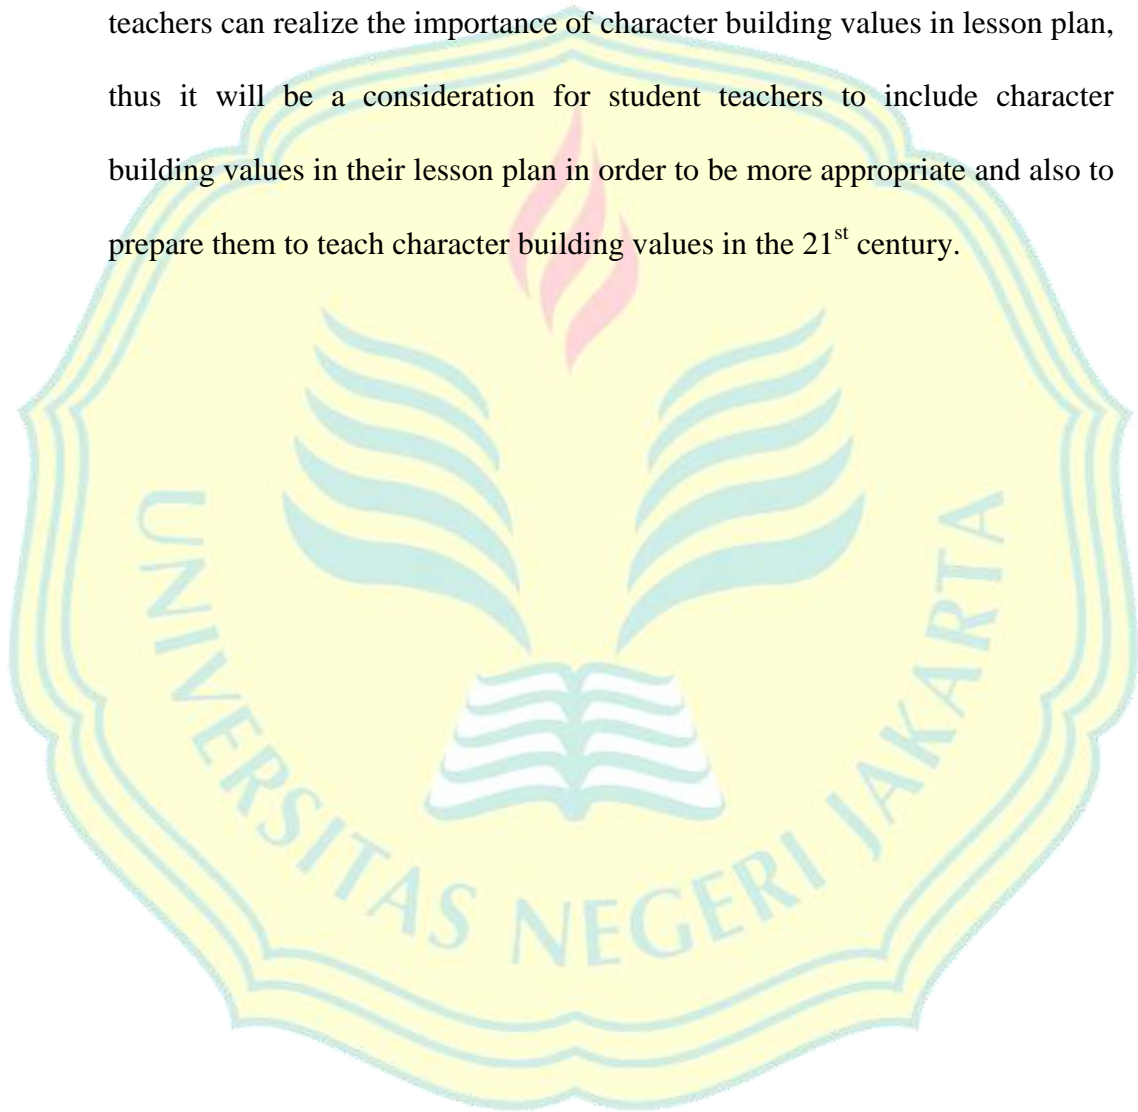 teachers can realize the importance of character building values in lesson plan,
thus it will be a consideration for student teachers to include character
building values in their lesson plan in order to be more appropriate and also to
prepare them to teach character building values in the 21st century.
UNIVERSITAS NEGERI JAKARTA